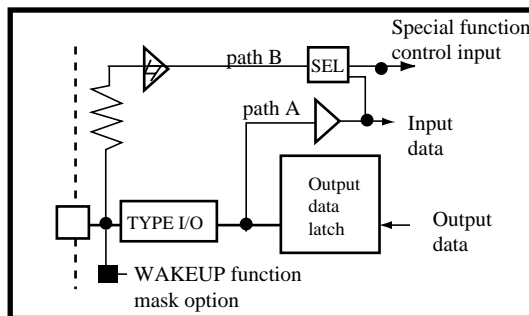 Special function
control input
path B
SEL
path A
Input
data
Output
data
latch
TYPE I/O
Output
data
WAKEUP function
mask option